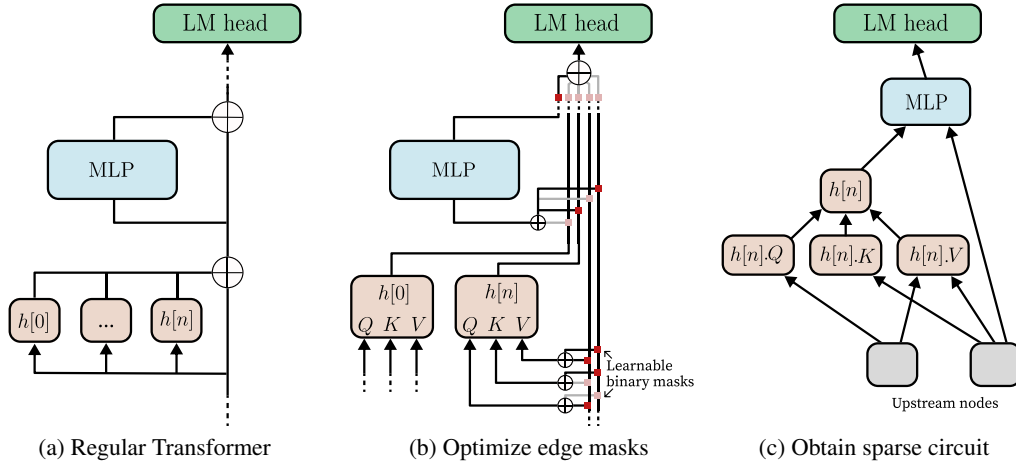 LM head
MLP
h[0]
...
h[n]
(a) Regular Transformer
LM head
MLP
h[0]
Q K V
h[n]
Q K V
Learnable
binary masks
(b) Optimize edge masks
LM head
MLP
h[n]
h[n].Q
h[n].K
h[n].V
Upstream nodes
(c) Obtain sparse circuit